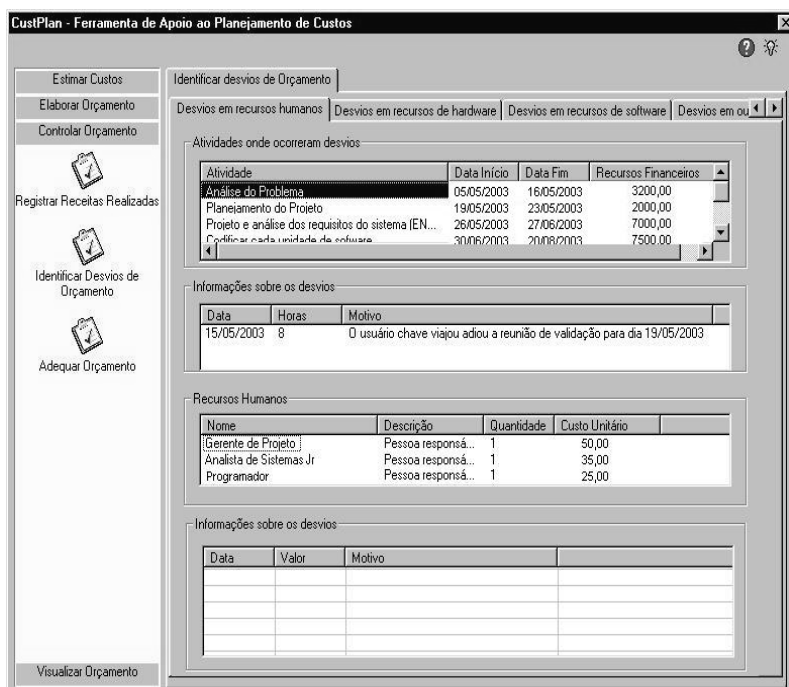 CustPlan - Ferramenta de Apoio ao Planejamento de Custos
Estimar Custos
Elaborar Orçamento
Controlar Orçamento
Registrar Receitas Realizadas
Identificar Desvios de
Orçamento
Adequar Orçamento
Visualizar Orçamento
Identificar desvios de Orçamento
Desvios em recursos humanos Desvios em recursos de hardware Desvios em recursos de software Desvios em ou
Atividades onde ocorreram desvios
Atividade Data Início Data Fim Recursos Financeiros
Análise do Problema 05/05/2003 16/05/2003 3200,00
Planejamento do Projeto 19/05/2003 23/05/2003 2000,00
Projeto e análise dos requisitos do sistema (EN... 26/05/2003 27/06/2003 7000,00
Codificar cada unidade de sofware 30/06/2003 20/08/2003 7500,00
Informações sobre os desvios
Data Horas Motivo
15/05/2003 8 O usuário chave viajou adiou a reunião de validação para dia 19/05/2003
Recursos Humanos
Nome Descrição Quantidade Custo Unitário
Gerente de Projeto Pessoa responsá... 1 50,00
Analista de Sistemas Jr Pessoa responsá... 1 35,00
Programador Pessoa responsá... 1 25,00
Informações sobre os desvios
Data Valor Motivo